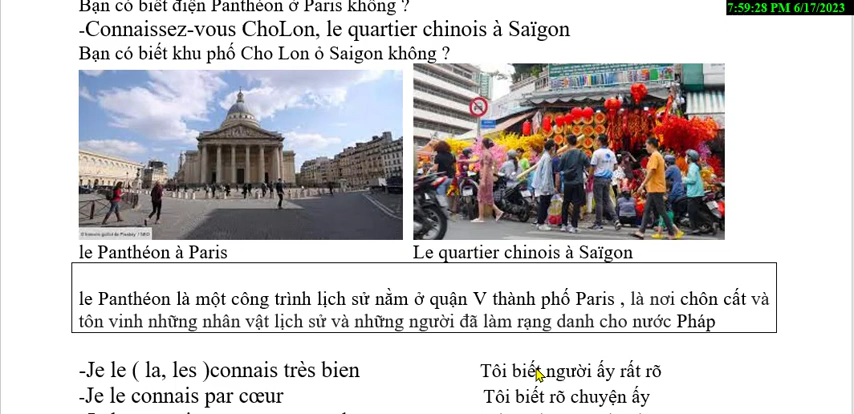 7:59:28 PM 6/17/2023
Bạn có biết điện Panthéon ở Paris không ?
-Connaissez-vous ChoLon, le quartier chinois à Saïgon
Bạn có biết khu phố Cho Lon ỏ Saigon không ?
le Panthéon à Paris
Le quartier chinois à Saïgon
le Panthéon là một công trình lịch sử nằm ở quận V thành phố Paris , là nơi chôn cất và
tôn vinh những nhân vật lịch sử và những người đã làm rạng danh cho nước Pháp
-Je le ( la, les )connais très bien
Tôi biết người ấy rất rõ
-Je le connais par cœur
Tôi biết rõ chuyện ấy